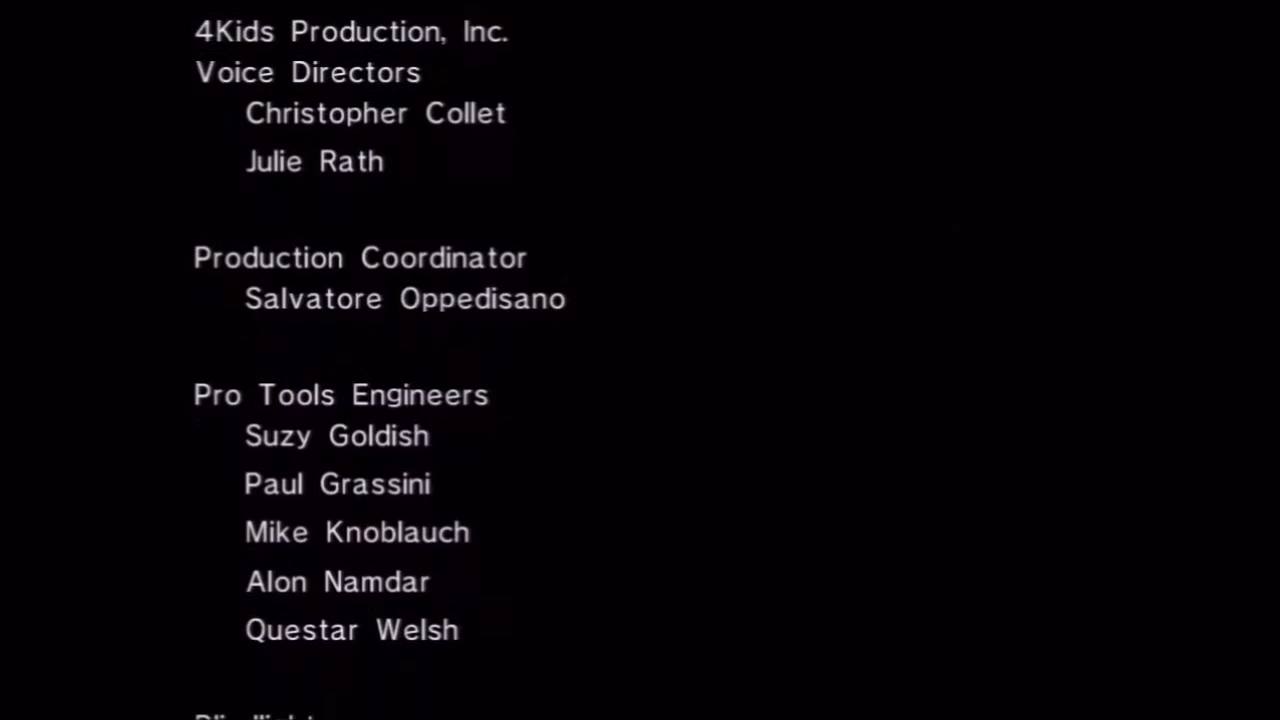 4Kids Production, Inc.
Voice Directors
Christopher Collet
Julie Rath
Production Coordinator
Salvatore Oppedisano
Pro Tools Engineers
Suzy Goldish
Paul Grassini
Mike Knoblauch
Alon Namdar
Questar Welsh